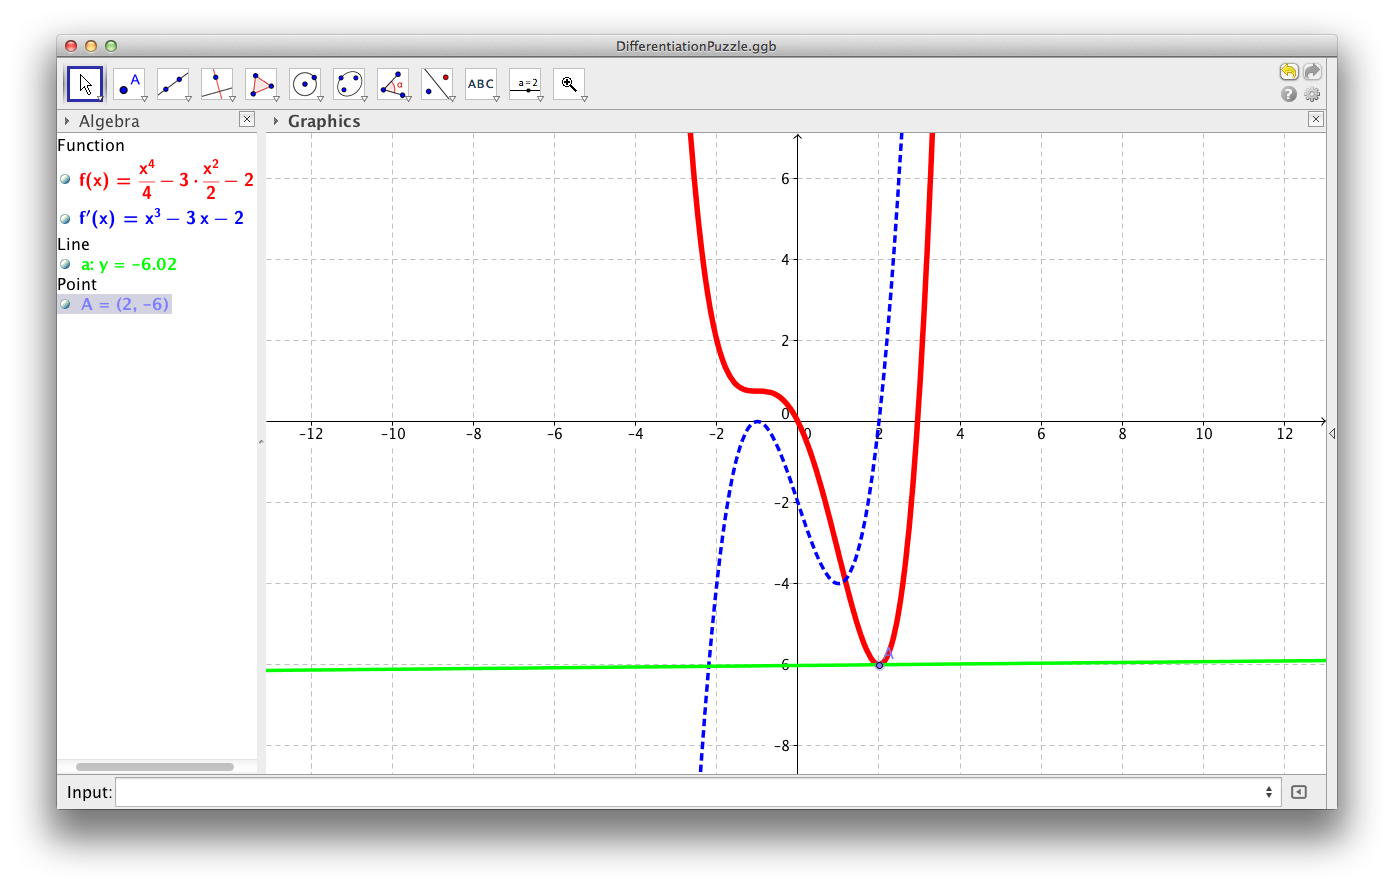 DifferentiationPuzzle.ggb
A ABC a=2 α
Algebra
Graphics
Function
f(x) = x⁴/4 − 3 · x²/2 − 2
f′(x) = x³ − 3 x − 2
Line
a: y = −6.02
Point
A = (2, −6)
6
4
2
0
−12 −10 −8 −6 −4 −2 0 2 4 6 8 10 12
−2
−4
A
−6
−8
Input: